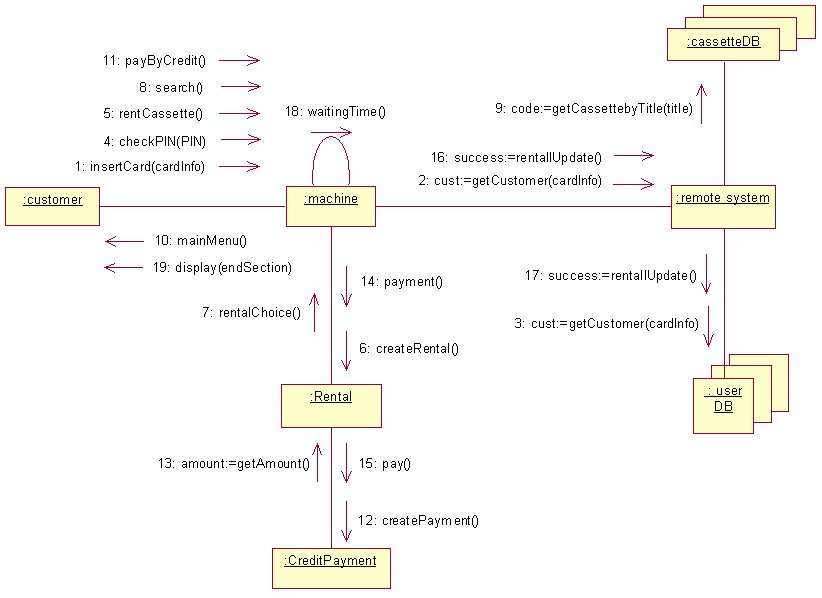 :cassetteDB
11: payByCredit()
8: search()
5: rentCassette()
4: checkPIN(PIN)
1: insertCard(cardInfo)
18: waitingTime()
9: code:=getCassettebyTitle(title)
16: success:=rentallUpdate()
2: cust:=getCustomer(cardInfo)
:customer
:machine
:remote system
10: mainMenu()
19: display(endSection)
14: payment()
7: rentalChoice()
6: createRental()
17: success:=rentallUpdate()
3: cust:=getCustomer(cardInfo)
:Rental
: user
DB
13: amount:=getAmount()
15: pay()
12: createPayment()
:CreditPayment